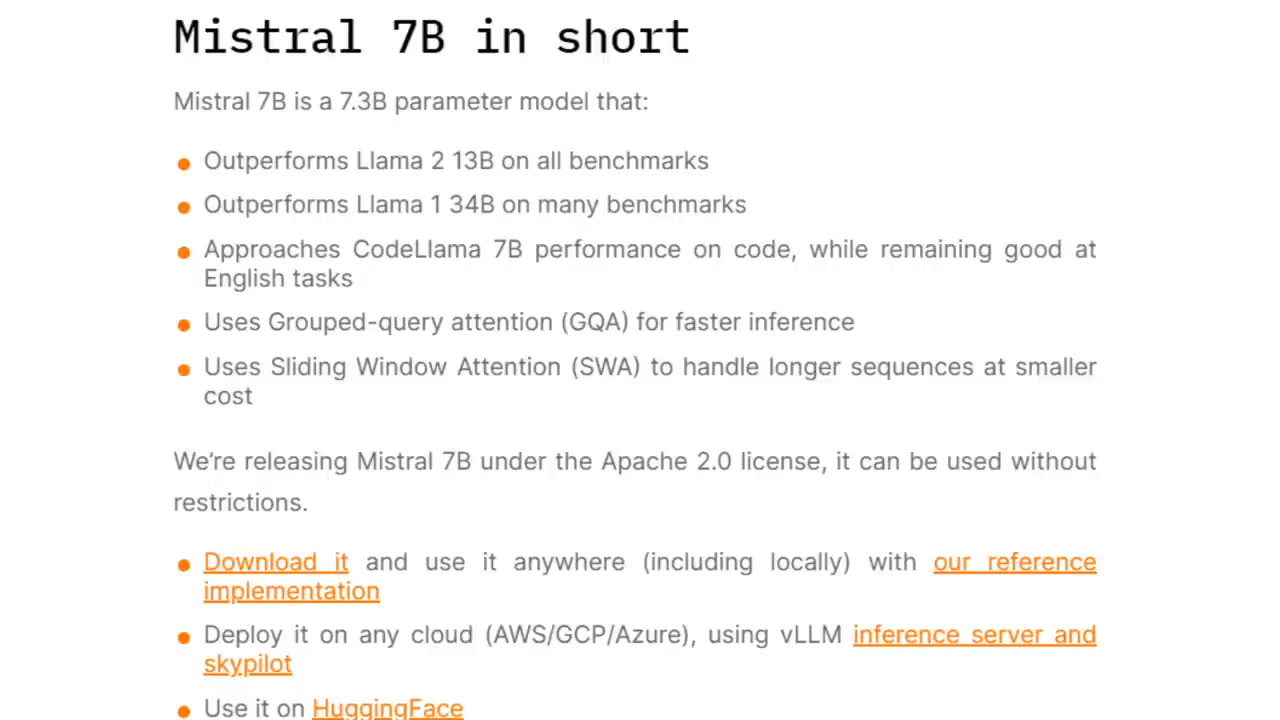 Mistral 7B in short
Mistral 7B is a 7.3B parameter model that:
Outperforms Llama 2 13B on all benchmarks
Outperforms Llama 1 34B on many benchmarks
Approaches CodeLlama 7B performance on code, while remaining good at
English tasks
Uses Grouped-query attention (GQA) for faster inference
Uses Sliding Window Attention (SWA) to handle longer sequences at smaller
cost
We’re releasing Mistral 7B under the Apache 2.0 license, it can be used without
restrictions.
Download it and use it anywhere (including locally) with our reference
implementation
Deploy it on any cloud (AWS/GCP/Azure), using vLLM inference server and
skypilot
Use it on HuggingFace